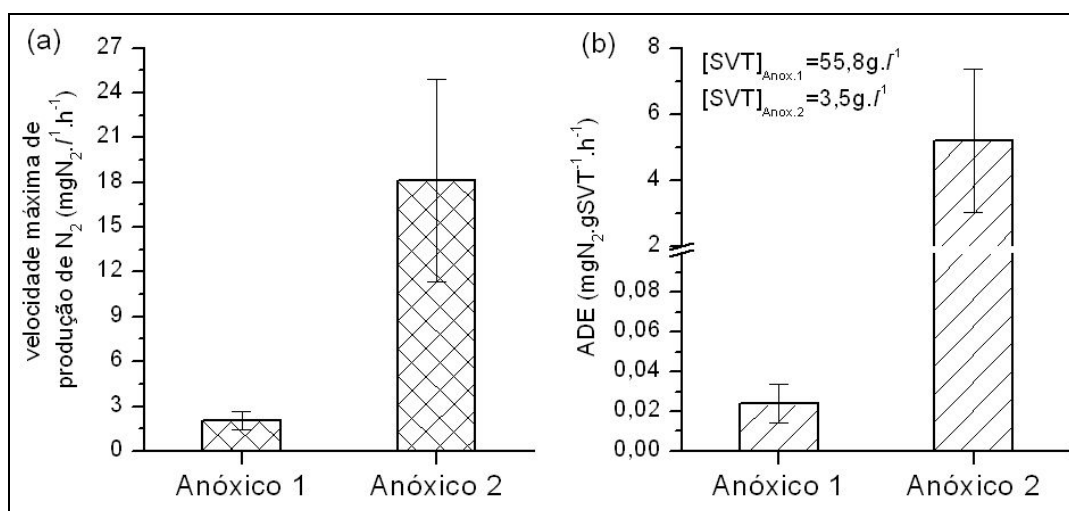 (a)
velocidade máxima de
produção de N₂ (mgN₂.l⁻¹.h⁻¹)
27
24
21
18
15
12
9
6
3
0
Anóxico 1 Anóxico 2
(b)
ADE (mgN₂.gSVT⁻¹.h⁻¹)
8
6
4
2
0,08
0,06
0,04
0,02
0,00
[SVT]Anox.1=55,8g.l⁻¹
[SVT]Anox.2=3,5g.l⁻¹
Anóxico 1 Anóxico 2